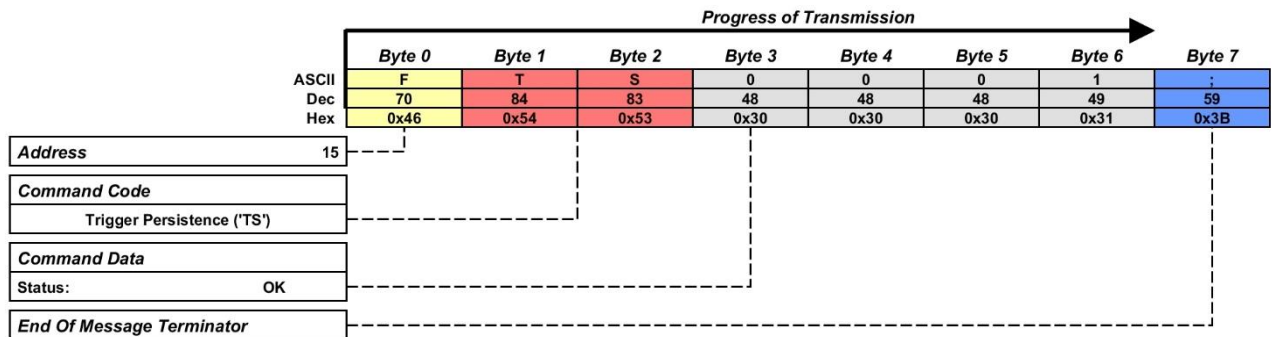 Progress of Transmission
Byte 0 Byte 1 Byte 2 Byte 3 Byte 4 Byte 5 Byte 6 Byte 7
ASCII F T S 0 0 0 1 ;
Dec 70 84 83 48 48 48 49 59
Hex 0x46 0x54 0x53 0x30 0x30 0x30 0x31 0x3B
Address 15
Command Code
Trigger Persistence ('TS')
Command Data
Status: OK
End Of Message Terminator